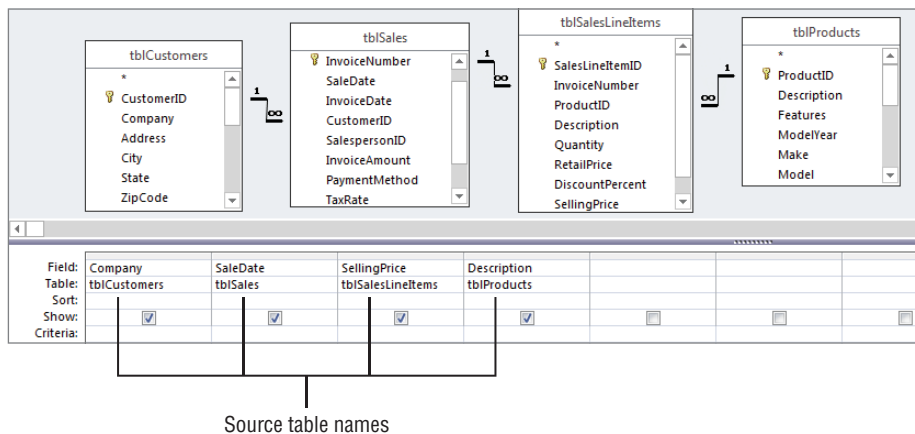 tblCustomers
*
CustomerID
Company
Address
City
State
ZipCode
1
∞
tblSales
InvoiceNumber
SaleDate
InvoiceDate
CustomerID
SalespersonID
InvoiceAmount
PaymentMethod
TaxRate
1
∞
tblSalesLineItems
*
SalesLineItemID
InvoiceNumber
ProductID
Description
Quantity
RetailPrice
DiscountPercent
SellingPrice
1
∞
tblProducts
*
ProductID
Description
Features
ModelYear
Make
Model
Field: Company SaleDate SellingPrice Description
Table: tblCustomers tblSales tblSalesLineItems tblProducts
Sort:
Show:
Criteria:
Source table names